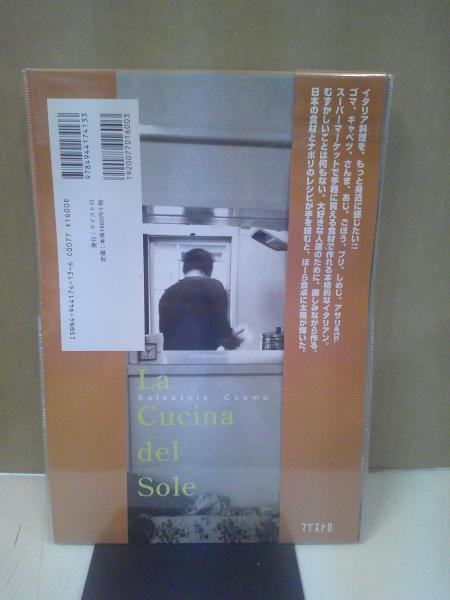 イタリア料理を、もっと身近に感じたい!!
ゴマ、キャベツ、さんま、あじ、ごぼう、ブリ、しめじ、アサリetc
スーパーマーケットで手軽に買える食材で作れる本格的なイタリアン。
むずかしいことは何もない。大好きな人達のために、楽しみながら作る。
日本の食材とナポリのレシピが手を組むと、ほーら食卓に太陽が輝いた。
9784944174133
1920077016003
ISBN4-944174-13-6 C0077 ¥1600E
発行:マイストロ
定価:本体1600円+税
La
Salvatore Cuomo
Cucina
del
Sole
マイストロ